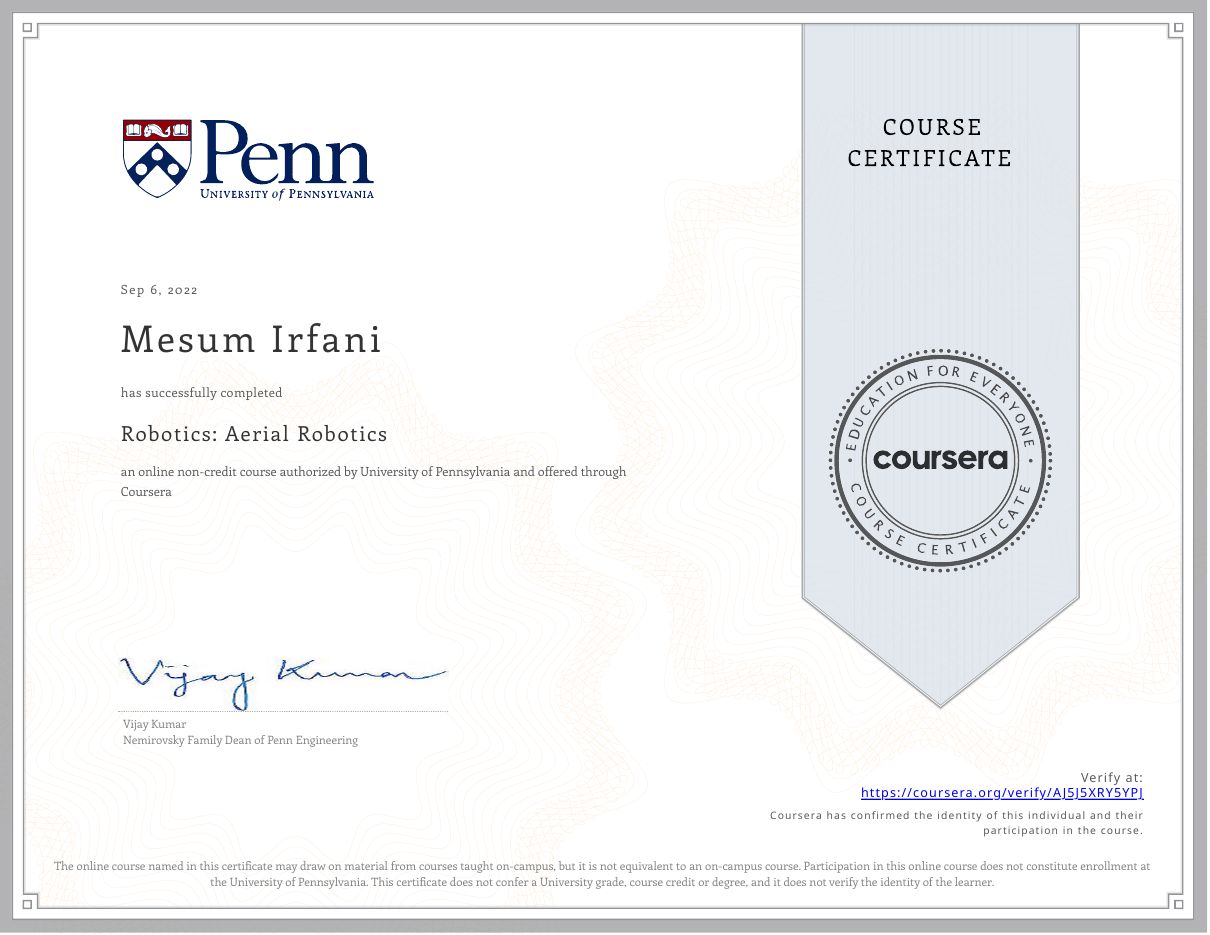 Penn
UNIVERSITY of PENNSYLVANIA
COURSE
CERTIFICATE
Sep 6, 2022
Mesum Irfani
has successfully completed
Robotics: Aerial Robotics
an online non-credit course authorized by University of Pennsylvania and offered through
Coursera
EDUCATION FOR EVERYONE
coursera
COURSE CERTIFICATE
Vijay Kumar
Vijay Kumar
Nemirovsky Family Dean of Penn Engineering
Verify at:
https://coursera.org/verify/AJ5J5XRY5YPJ
Coursera has confirmed the identity of this individual and their
participation in the course.
The online course named in this certificate may draw on material from courses taught on-campus, but it is not equivalent to an on-campus course. Participation in this online course does not constitute enrollment at
the University of Pennsylvania. This certificate does not confer a University grade, course credit or degree, and it does not verify the identity of the learner.